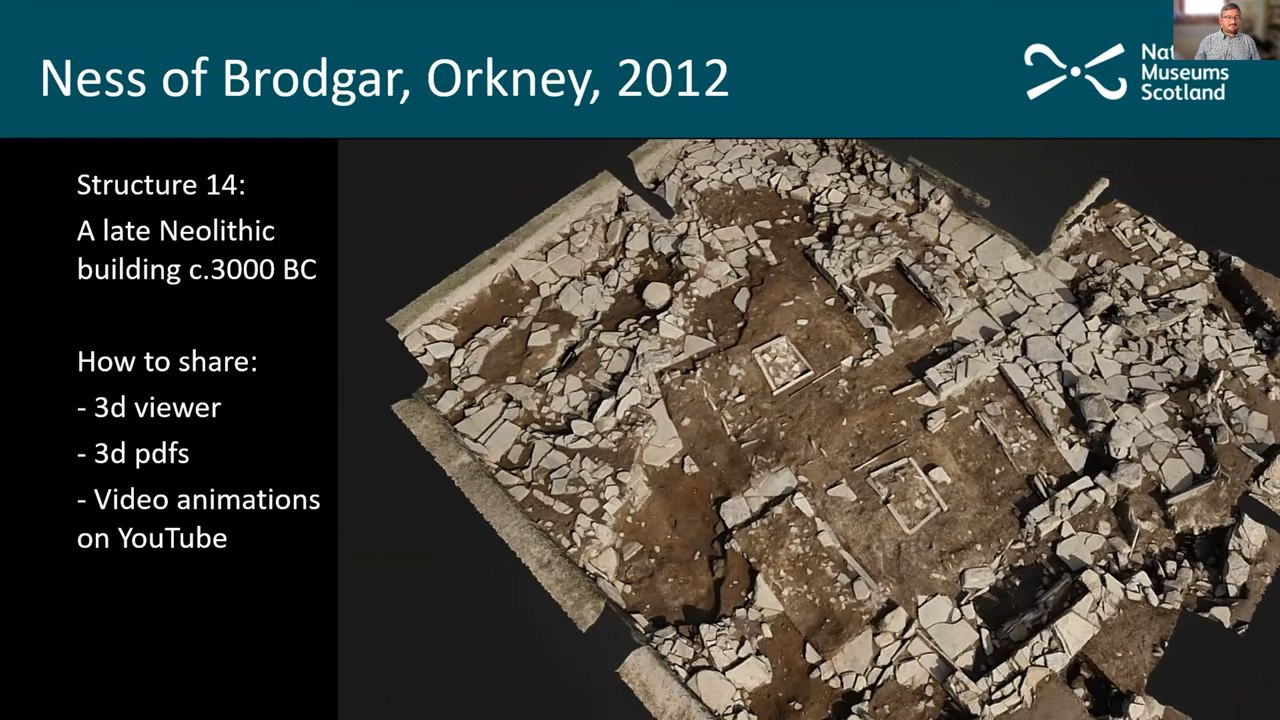 Ness of Brodgar, Orkney, 2012
Museums
Scotland
Structure 14:
A late Neolithic
building c.3000 BC
How to share:
- 3d viewer
- 3d pdfs
- Video animations
on YouTube